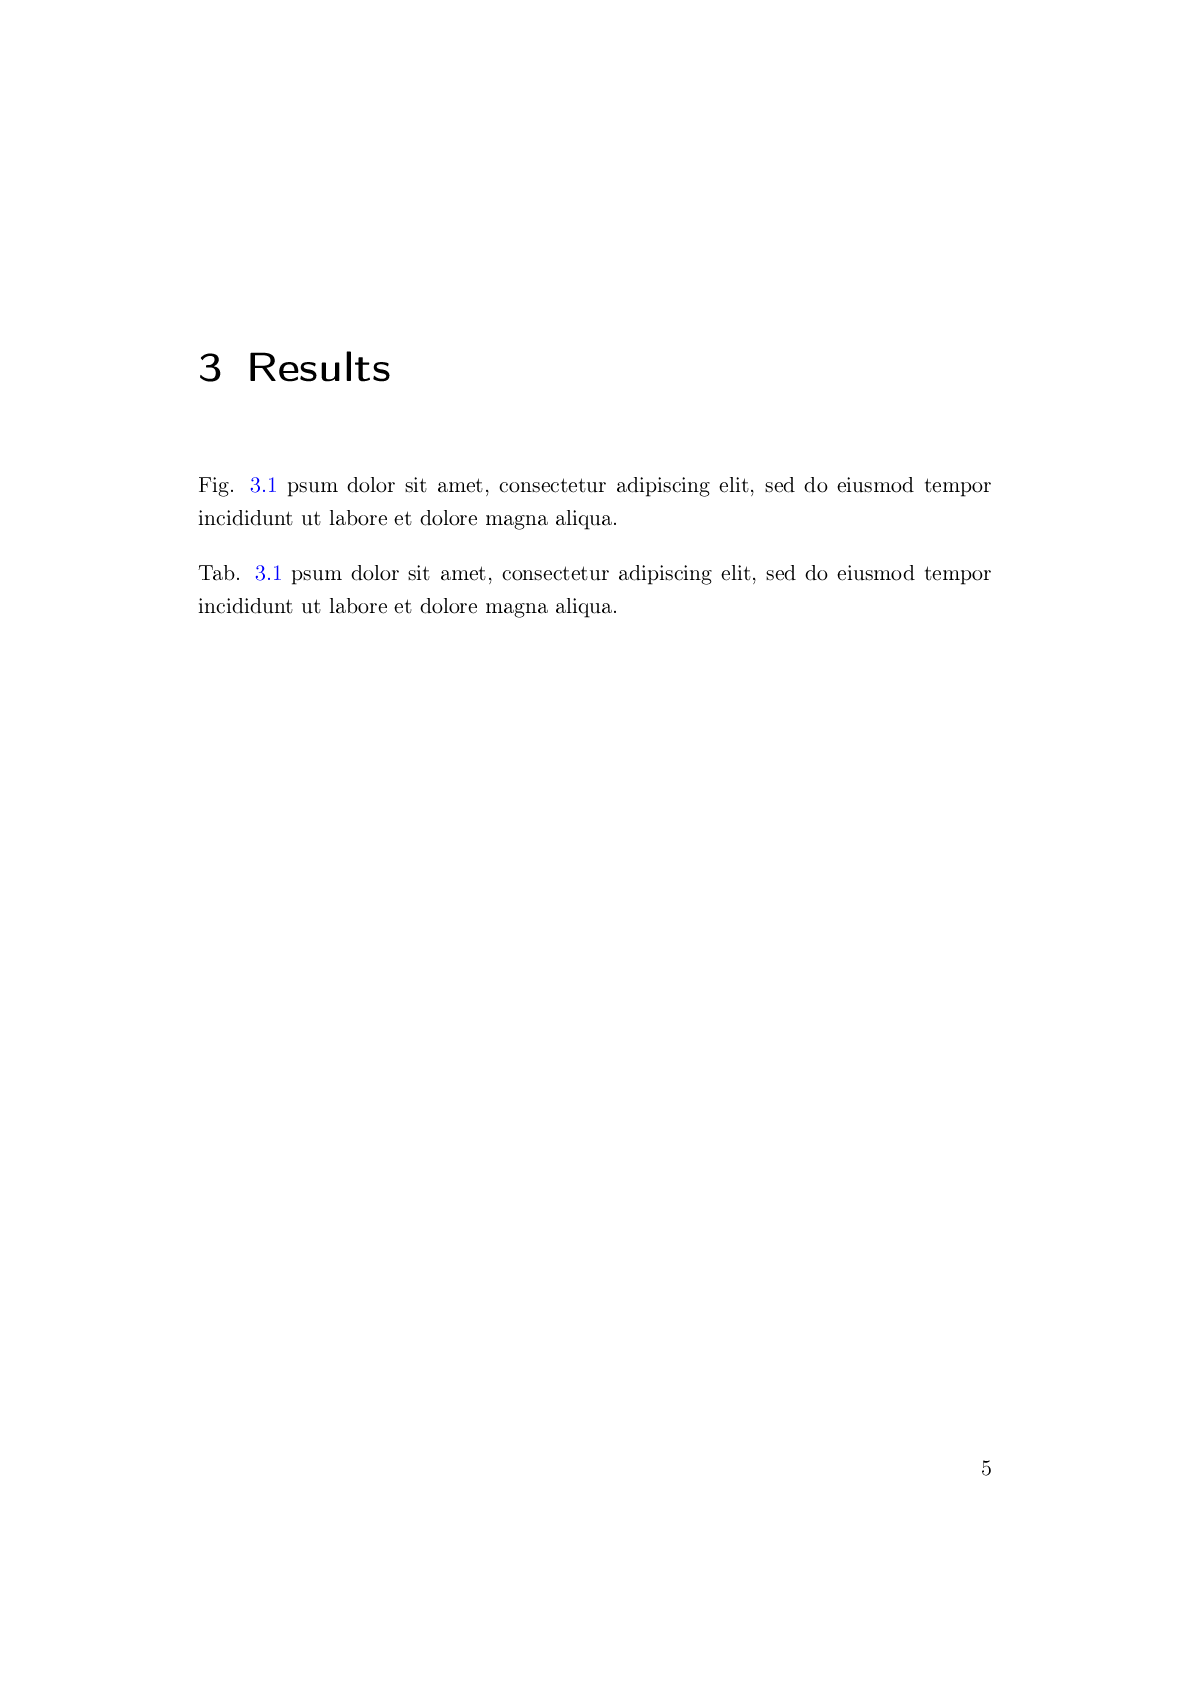 3 Results
Fig. 3.1 psum dolor sit amet, consectetur adipiscing elit, sed do eiusmod tempor
incididunt ut labore et dolore magna aliqua.
Tab. 3.1 psum dolor sit amet, consectetur adipiscing elit, sed do eiusmod tempor
incididunt ut labore et dolore magna aliqua.
5